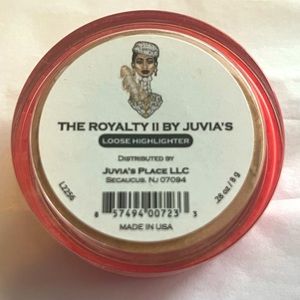 THE ROYALTY II BY JUVIA'S
LOOSE HIGHLIGHTER
DISTRIBUTED BY
JUVIA'S PLACE LLC
SECAUCUS, NJ 07094
L2256
.28 oz / 8 g
8 57494 00723 3
MADE IN USA